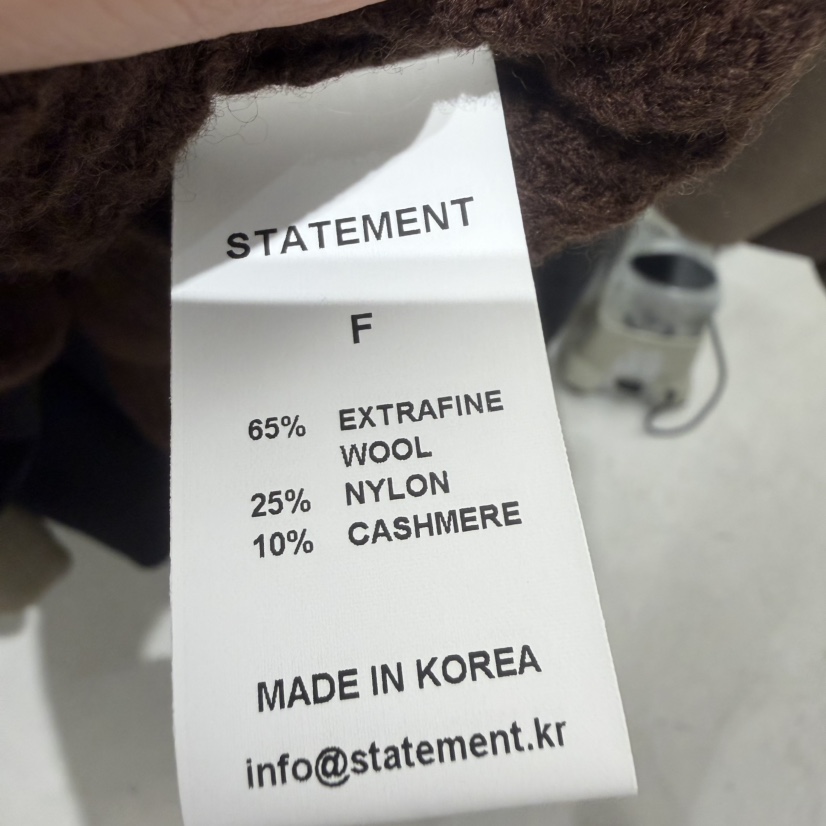 STATEMENT
F
65% EXTRAFINE
WOOL
25% NYLON
10% CASHMERE
MADE IN KOREA
info@statement.kr